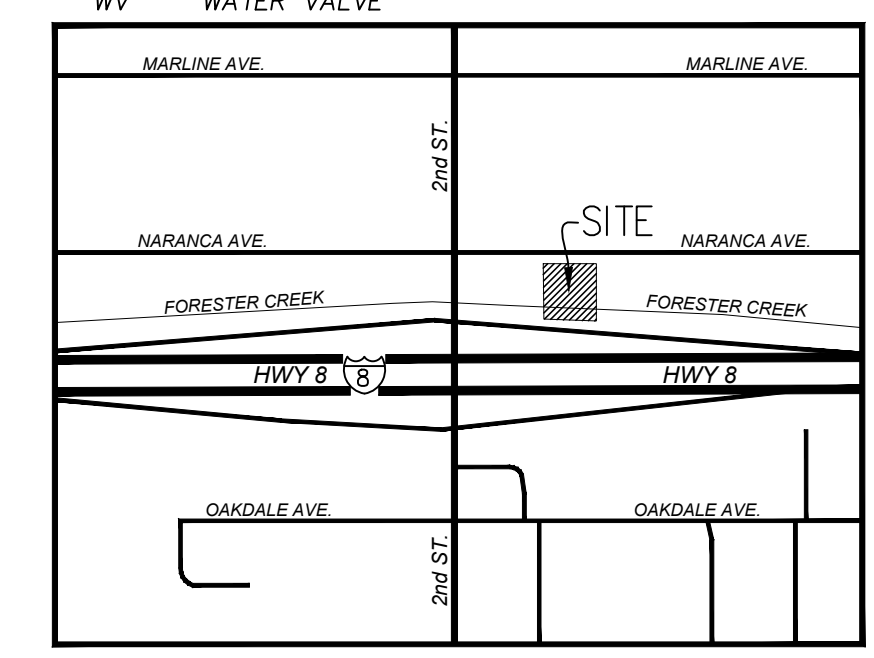 WV WATER VALVE
MARLINE AVE. MARLINE AVE.
2nd ST.
SITE
NARANCA AVE. NARANCA AVE.
FORESTER CREEK FORESTER CREEK
HWY 8 8 HWY 8
OAKDALE AVE. OAKDALE AVE.
2nd ST.